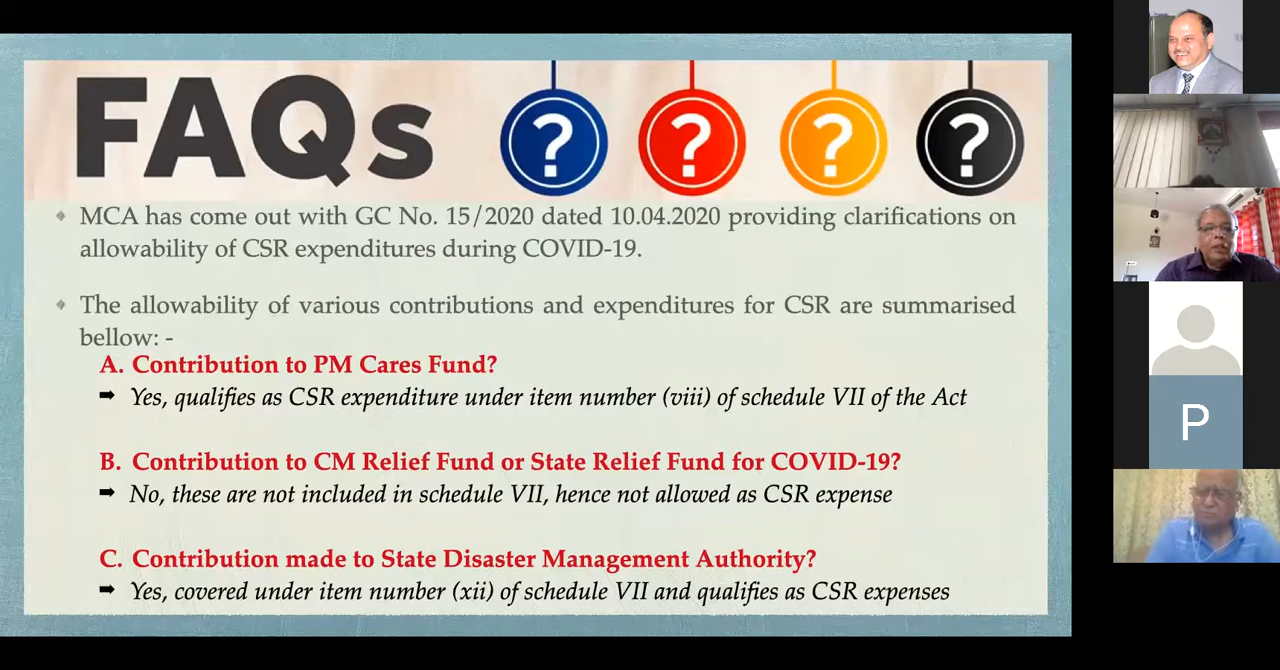 FAQs
? ? ? ?
MCA has come out with GC No. 15/2020 dated 10.04.2020 providing clarifications on
allowability of CSR expenditures during COVID-19.
The allowability of various contributions and expenditures for CSR are summarised
bellow: -
A. Contribution to PM Cares Fund?
Yes, qualifies as CSR expenditure under item number (viii) of schedule VII of the Act
B. Contribution to CM Relief Fund or State Relief Fund for COVID-19?
No, these are not included in schedule VII, hence not allowed as CSR expense
C. Contribution made to State Disaster Management Authority?
Yes, covered under item number (xii) of schedule VII and qualifies as CSR expenses
P